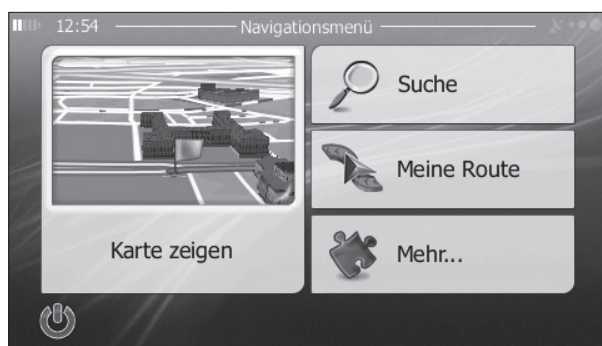 12:54
Navigationsmenü
Suche
Meine Route
Karte zeigen
Mehr...